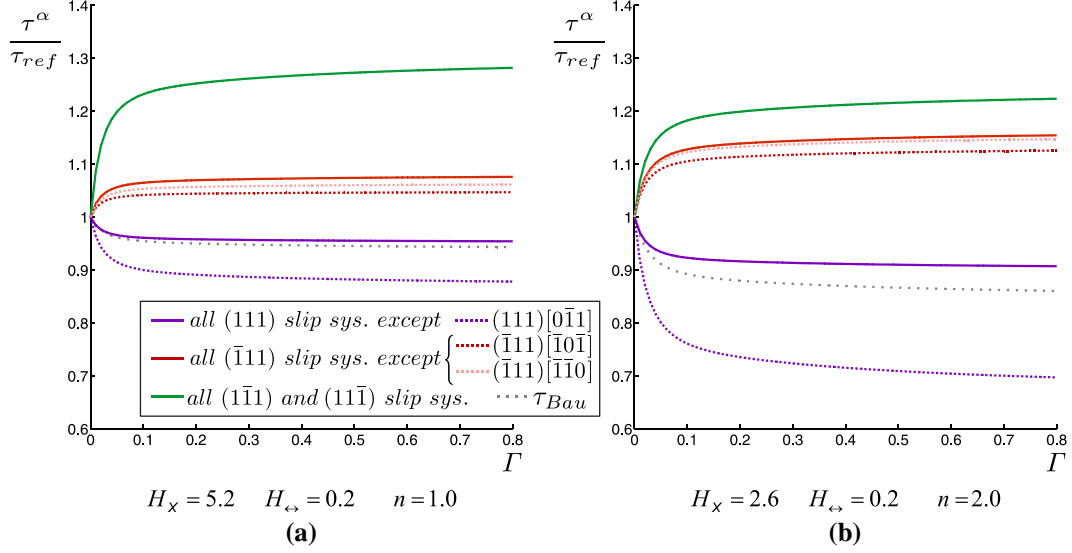 τ^α / τ_ref
1.4
1.3
1.2
1.1
1
0.9
0.8
0.7
0.6
0 0.1 0.2 0.3 0.4 0.5 0.6 0.7 0.8
Γ
all (111) slip sys. except (111)[01̄1]
all (1̄11) slip sys. except { (1̄11)[1̄01̄]
(1̄11)[1̄1̄0]
all (11̄1) and (111̄) slip sys. τ_Bau
H_× = 5.2 H_↔ = 0.2 n = 1.0
(a)
τ^α / τ_ref
1.4
1.3
1.2
1.1
1
0.9
0.8
0.7
0.6
0 0.1 0.2 0.3 0.4 0.5 0.6 0.7 0.8
Γ
H_× = 2.6 H_↔ = 0.2 n = 2.0
(b)